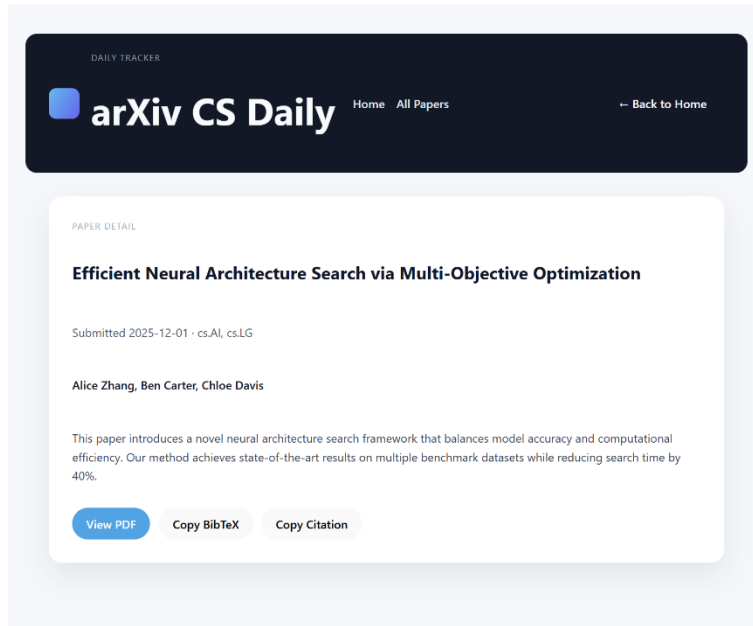 DAILY TRACKER
arXiv CS Daily
Home
All Papers
← Back to Home
PAPER DETAIL
Efficient Neural Architecture Search via Multi-Objective Optimization
Submitted 2025-12-01 · cs.AI, cs.LG
Alice Zhang, Ben Carter, Chloe Davis
This paper introduces a novel neural architecture search framework that balances model accuracy and computational
efficiency. Our method achieves state-of-the-art results on multiple benchmark datasets while reducing search time by
40%.
View PDF
Copy BibTeX
Copy Citation